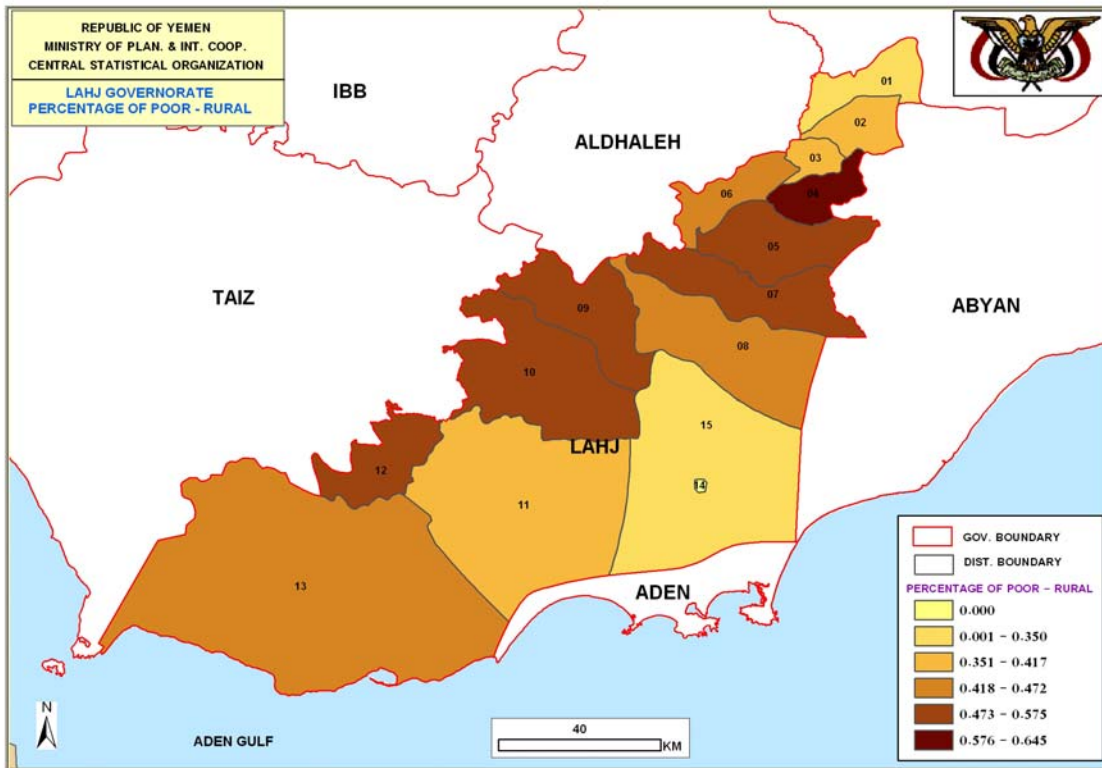 REPUBLIC OF YEMEN
MINISTRY OF PLAN. & INT. COOP.
CENTRAL STATISTICAL ORGANIZATION
LAHJ GOVERNORATE
PERCENTAGE OF POOR - RURAL
IBB
ALDHALEH
TAIZ
ABYAN
LAHJ
ADEN
01
02
03
04
06
05
07
09
08
10
15
12
14
11
13
GOV. BOUNDARY
DIST. BOUNDARY
PERCENTAGE OF POOR – RURAL
0.000
0.001 – 0.350
0.351 – 0.417
0.418 – 0.472
0.473 – 0.575
0.576 – 0.645
N
ADEN GULF
40
KM